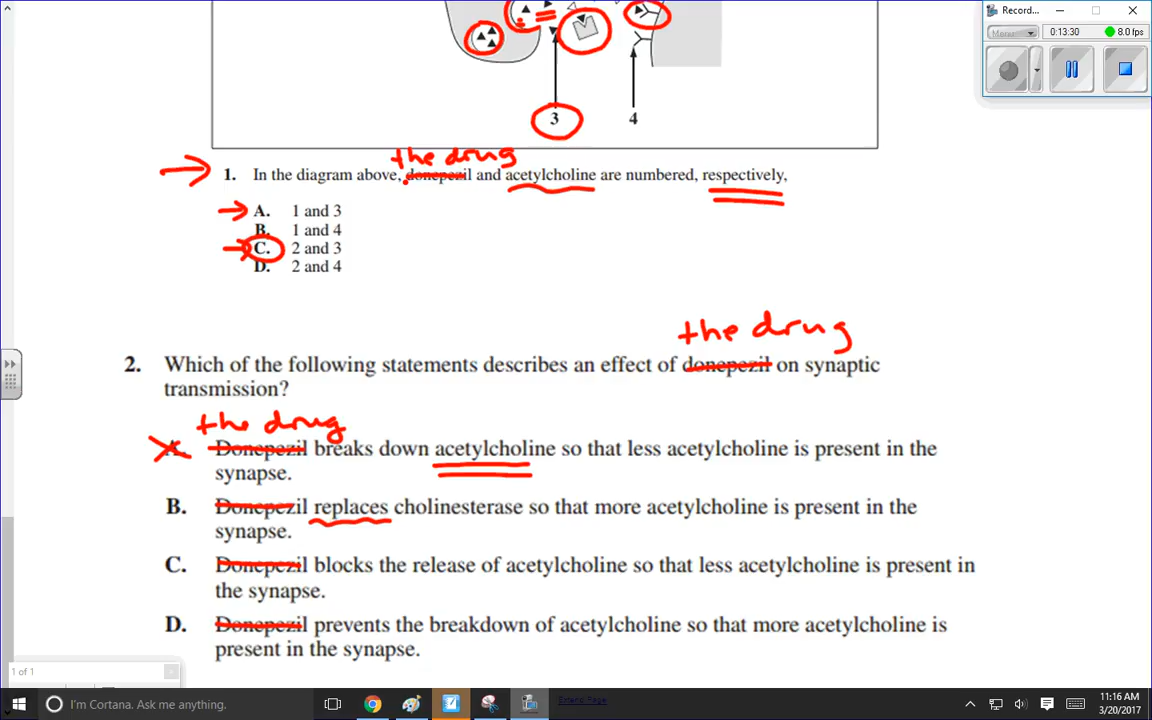 Record...
Menu
0:13:30
8.0 fps
3
4
the drug
1. In the diagram above, donepezil and acetylcholine are numbered, respectively,
A. 1 and 3
B. 1 and 4
C. 2 and 3
D. 2 and 4
the drug
2. Which of the following statements describes an effect of donepezil on synaptic
transmission?
the drug
A. Donepezil breaks down acetylcholine so that less acetylcholine is present in the
synapse.
B. Donepezil replaces cholinesterase so that more acetylcholine is present in the
synapse.
C. Donepezil blocks the release of acetylcholine so that less acetylcholine is present in
the synapse.
D. Donepezil prevents the breakdown of acetylcholine so that more acetylcholine is
present in the synapse.
1 of 1
I'm Cortana. Ask me anything.
Extend Page
11:16 AM
3/20/2017